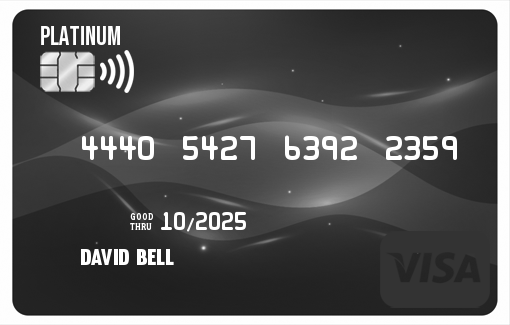 PLATINUM
4440 5427 6392 2359
GOOD THRU 10/2025
DAVID BELL
VISA